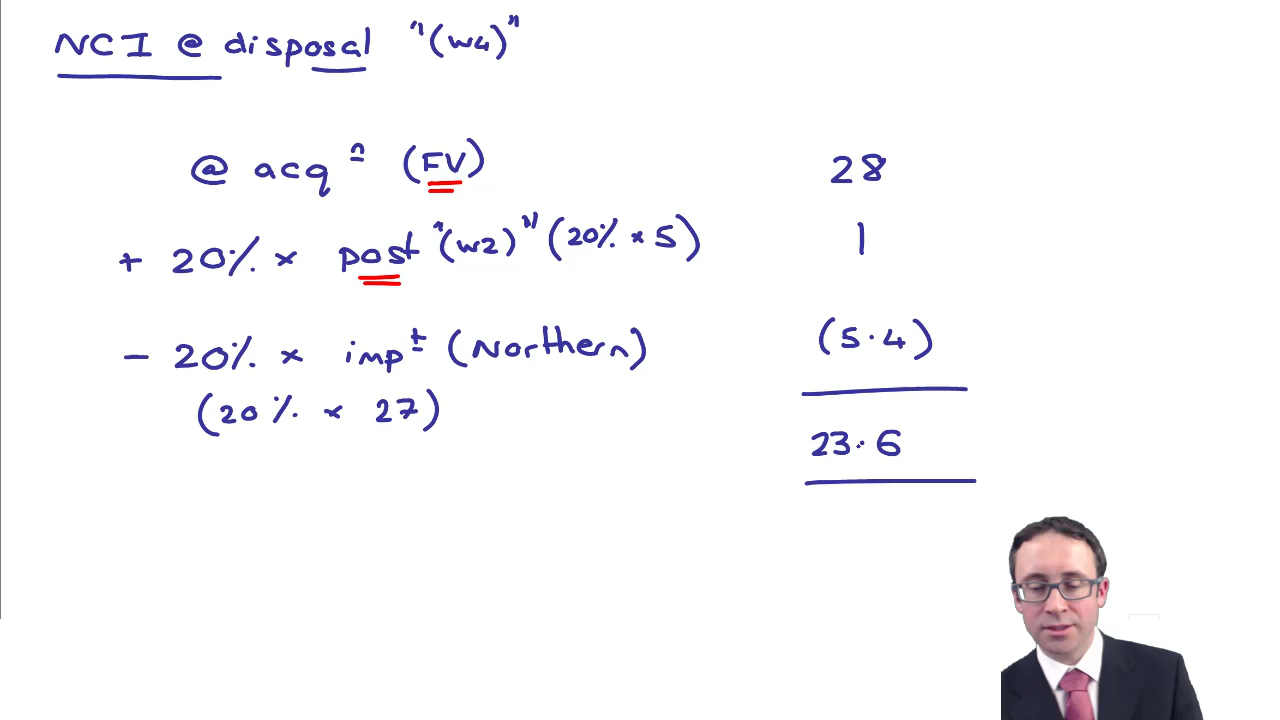 NCI @ disposal "(W4)"
@ acqⁿ (FV) 28
+ 20% × post "(W2)" (20% × 5) 1
- 20% × impᵗ (Northern) (5.4)
(20% × 27)
23.6